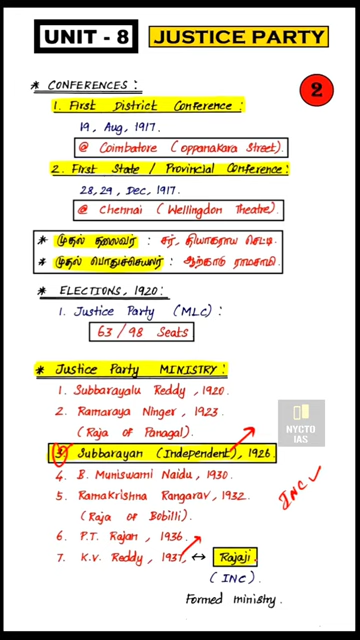 UNIT - 8 JUSTICE PARTY
* CONFERENCES :
2
1. First District Conference :
19, Aug, 1917.
@ Coimbatore (oppanakara Street)
2. First State / Provincial Conference :
28,29, Dec, 1917.
@ Chennai (Wellingdon Theatre)
* முதல் தலைவர் : சர். தியாகராய செட்டி.
* முதல் பொதுச்செயலர் : ஆற்காடு ராமசாமி
* ELECTIONS, 1920 :
1. Justice Party (MLC) :
63 / 98 Seats
* Justice Party MINISTRY :
1. Subbarayalu Reddy, 1920.
2. Ramaraya Ninger, 1923.
(Raja of Panagal).
3. Subbarayan (Independent), 1926.
4. B. Muniswami Naidu, 1930.
5. Ramakrishna Rangarav, 1932.
(Raja of Bobilli).
6. P.T. Rajan, 1936.
7. K.V. Reddy, 1937 ↔ Rajaji
(INC).
Formed ministry.
INC ✓
NYCTO
IAS